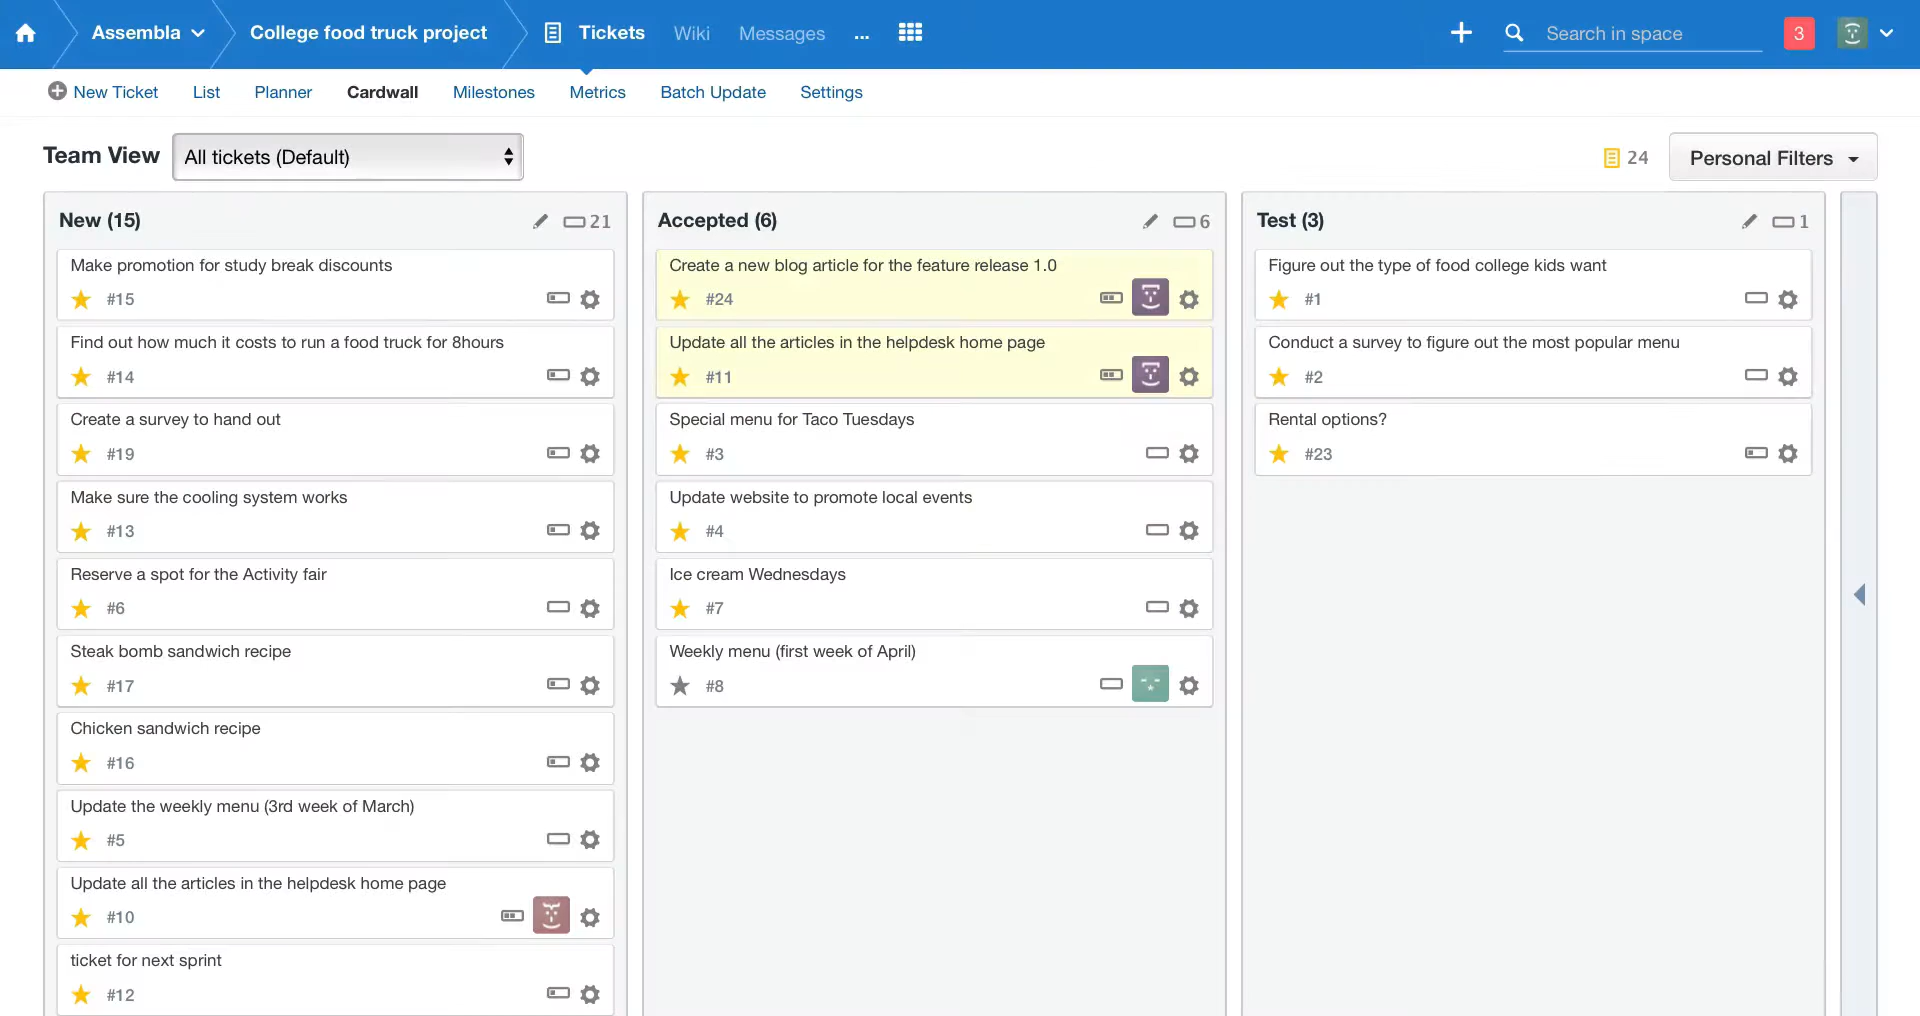 Assembla College food truck project Tickets Wiki Messages ... Search in space 3
New Ticket List Planner Cardwall Milestones Metrics Batch Update Settings
Team View All tickets (Default) 24 Personal Filters
New (15) 21
Make promotion for study break discounts
#15
Find out how much it costs to run a food truck for 8hours
#14
Create a survey to hand out
#19
Make sure the cooling system works
#13
Reserve a spot for the Activity fair
#6
Steak bomb sandwich recipe
#17
Chicken sandwich recipe
#16
Update the weekly menu (3rd week of March)
#5
Update all the articles in the helpdesk home page
#10
ticket for next sprint
#12
Accepted (6) 6
Create a new blog article for the feature release 1.0
#24
Update all the articles in the helpdesk home page
#11
Special menu for Taco Tuesdays
#3
Update website to promote local events
#4
Ice cream Wednesdays
#7
Weekly menu (first week of April)
#8
Test (3) 1
Figure out the type of food college kids want
#1
Conduct a survey to figure out the most popular menu
#2
Rental options?
#23